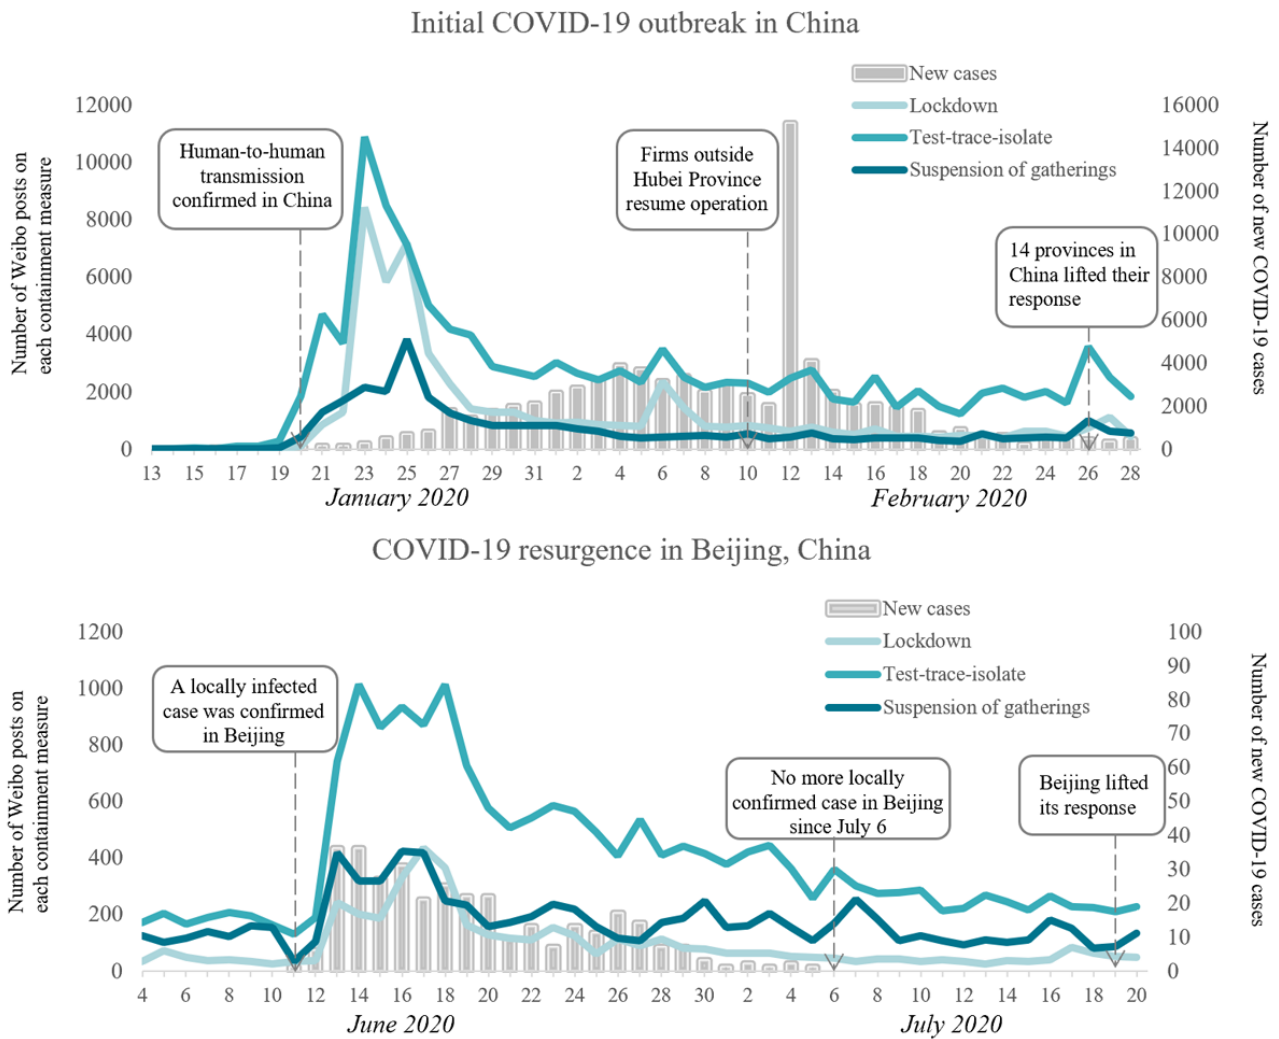 Initial COVID-19 outbreak in China
New cases
Lockdown
Test-trace-isolate
Suspension of gatherings
Number of Weibo posts on
each containment measure
12000
10000
8000
6000
4000
2000
0
Human-to-human
transmission
confirmed in China
Firms outside
Hubei Province
resume operation
14 provinces in
China lifted their
response
16000
14000
12000
10000
8000
6000
4000
2000
0
Number of new COVID-19 cases
13 15 17 19 21 23 25 27 29 31 2 4 6 8 10 12 14 16 18 20 22 24 26 28
January 2020
February 2020
COVID-19 resurgence in Beijing, China
New cases
Lockdown
Test-trace-isolate
Suspension of gatherings
Number of Weibo posts on
each containment measure
1200
1000
800
600
400
200
0
A locally infected
case was confirmed
in Beijing
No more locally
confirmed case in Beijing
since July 6
Beijing lifted
its response
100
90
80
70
60
50
40
30
20
10
0
Number of new COVID-19 cases
4 6 8 10 12 14 16 18 20 22 24 26 28 30 2 4 6 8 10 12 14 16 18 20
June 2020
July 2020